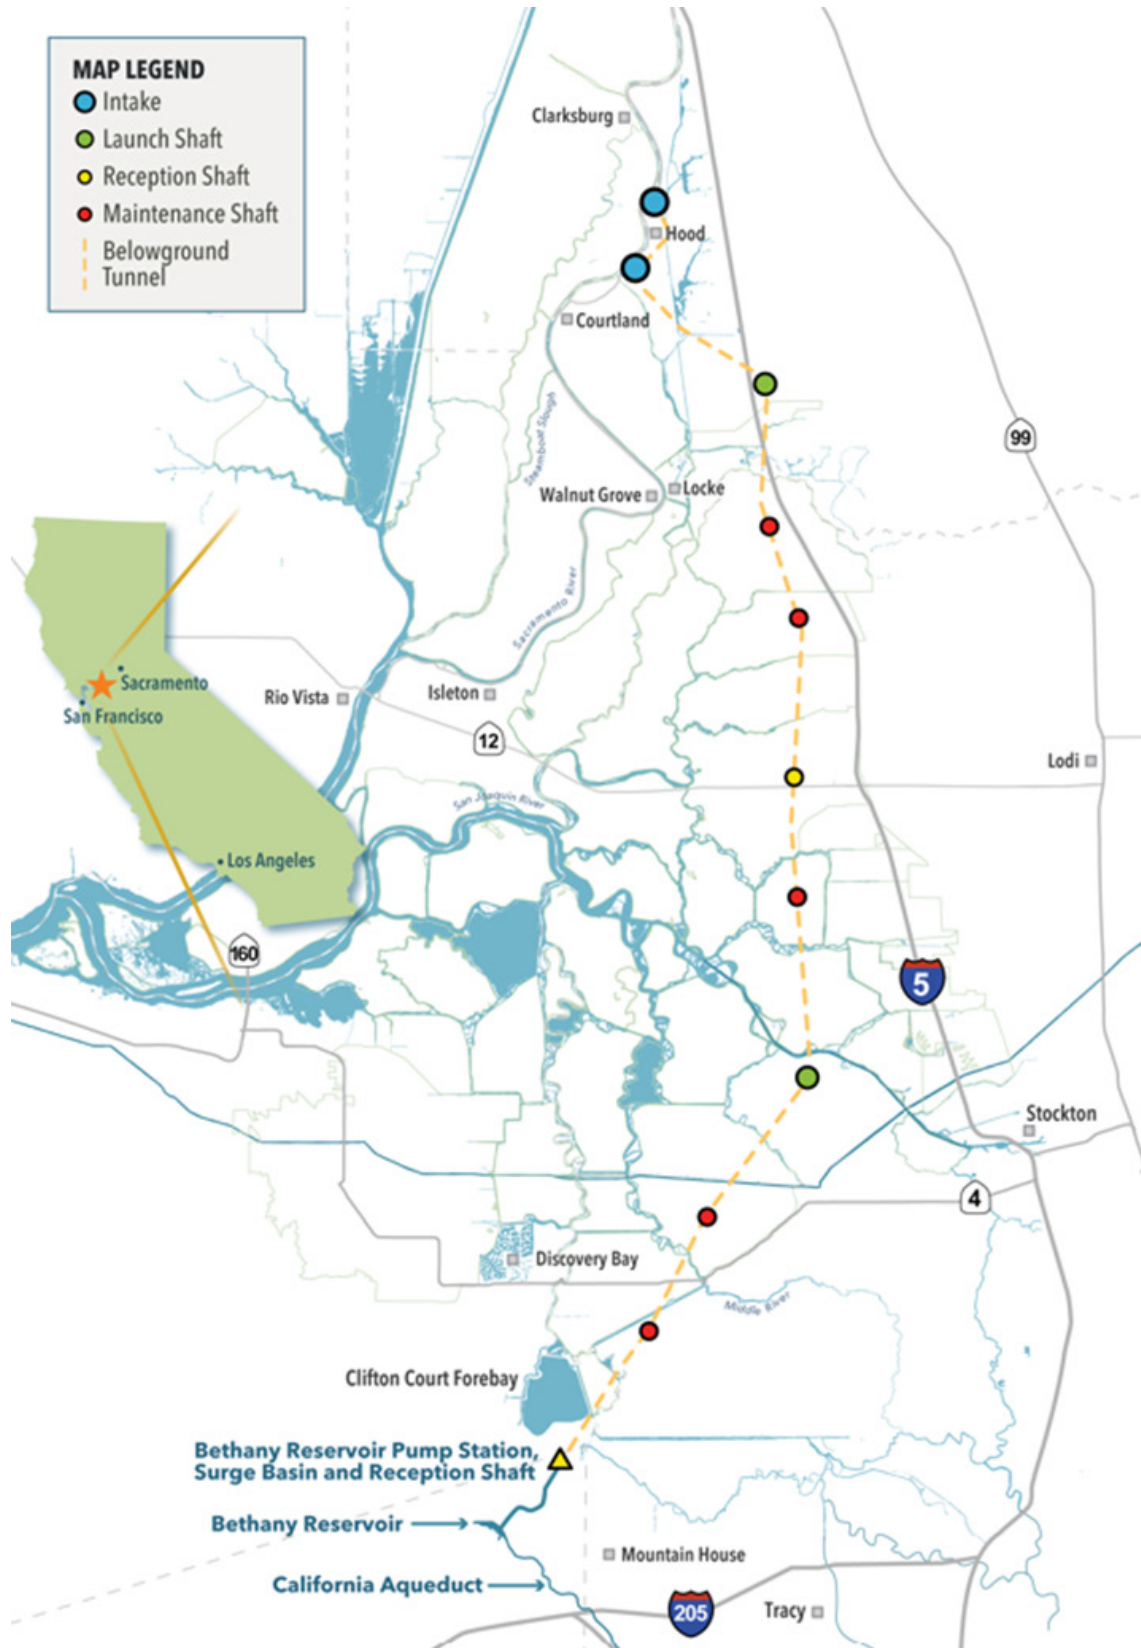 MAP LEGEND
Intake
Launch Shaft
Reception Shaft
Maintenance Shaft
Belowground
Tunnel
Clarksburg
Hood
Courtland
Steamboat Slough
99
Walnut Grove
Locke
Sacramento River
Sacramento
San Francisco
Rio Vista
Isleton
12
Lodi
San Joaquin River
Los Angeles
160
5
Stockton
4
Discovery Bay
Middle River
Clifton Court Forebay
Bethany Reservoir Pump Station,
Surge Basin and Reception Shaft
Bethany Reservoir
Mountain House
California Aqueduct
205
Tracy